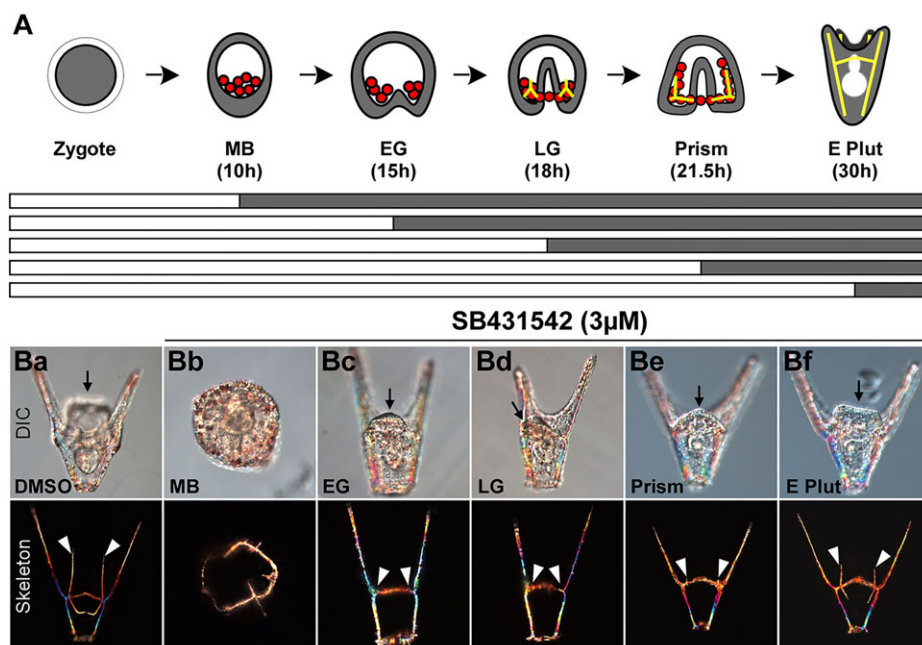 A
Zygote
MB
(10h)
EG
(15h)
LG
(18h)
Prism
(21.5h)
E Plut
(30h)
SB431542 (3µM)
Ba
Bb
Bc
Bd
Be
Bf
DIC
DMSO
MB
EG
LG
Prism
E Plut
Skeleton